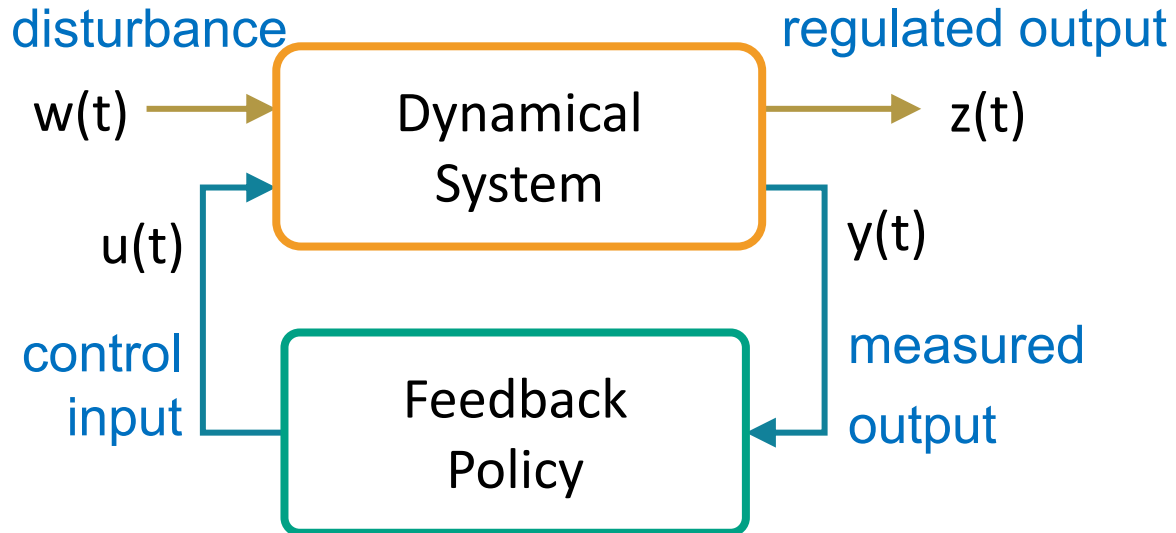 disturbance
regulated output
w(t)
Dynamical
System
z(t)
u(t)
y(t)
control
input
measured
output
Feedback
Policy